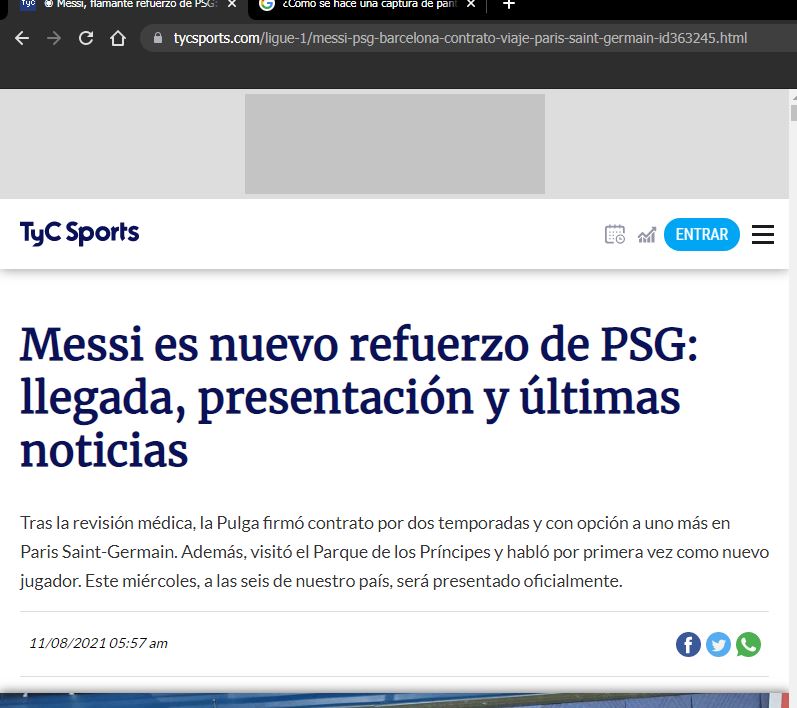 TyC
Messi, flamante refuerzo de PSG:
¿Cómo se hace una captura de pant
tycsports.com/ligue-1/messi-psg-barcelona-contrato-viaje-paris-saint-germain-id363245.html
TyC Sports
ENTRAR
Messi es nuevo refuerzo de PSG:
llegada, presentación y últimas
noticias
Tras la revisión médica, la Pulga firmó contrato por dos temporadas y con opción a uno más en
Paris Saint-Germain. Además, visitó el Parque de los Príncipes y habló por primera vez como nuevo
jugador. Este miércoles, a las seis de nuestro país, será presentado oficialmente.
11/08/2021 05:57 am